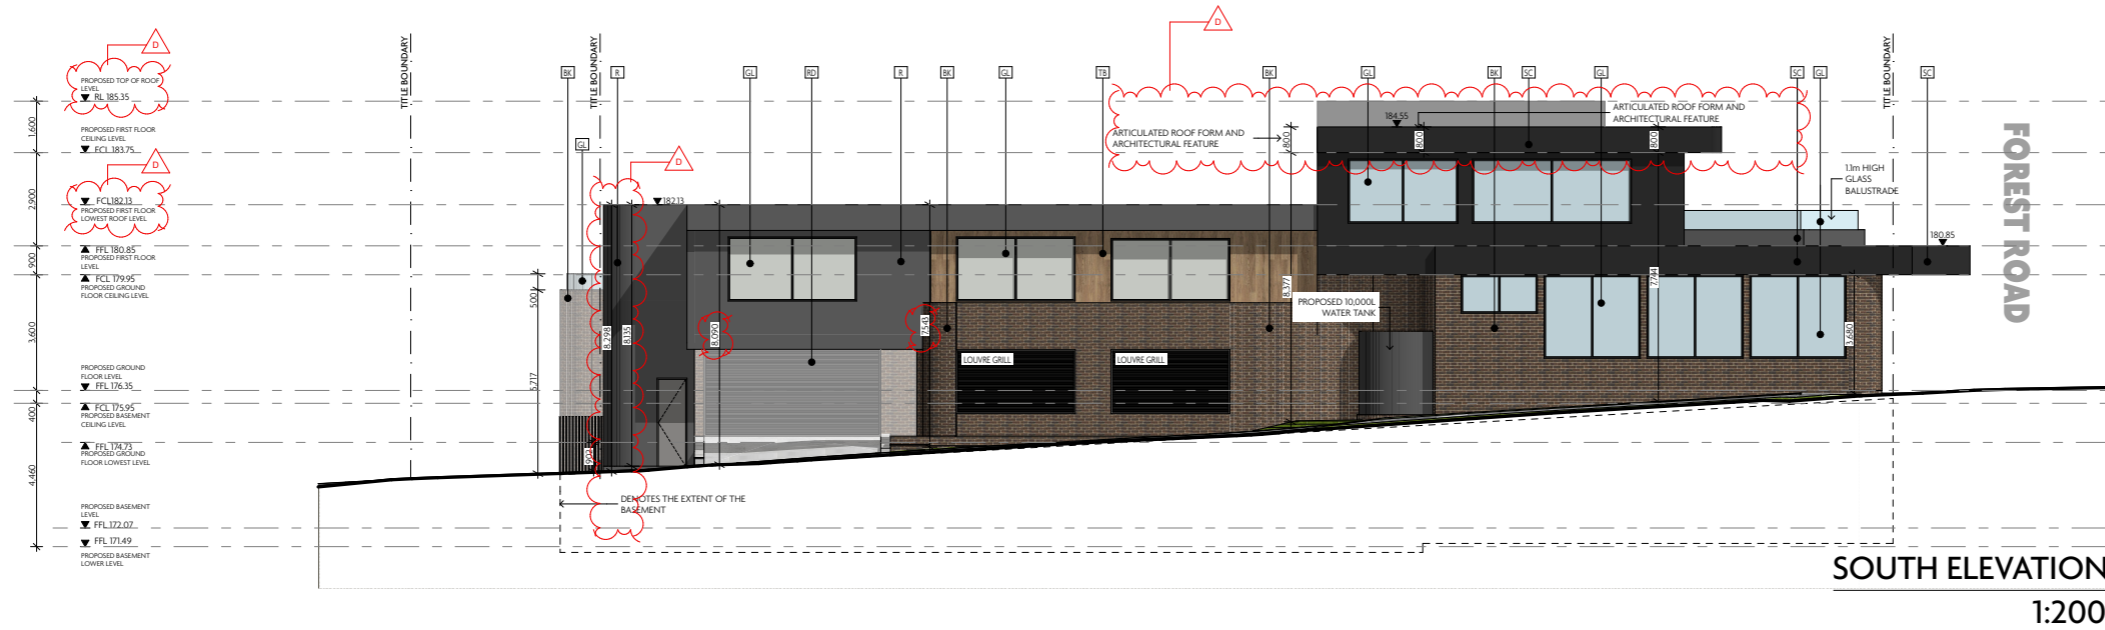 D
D
TITLE BOUNDARY
TITLE BOUNDARY
TITLE BOUNDARY
PROPOSED TOP OF ROOF
LEVEL
RL 185.35
PROPOSED FIRST FLOOR
CEILING LEVEL
FCL 183.75
D
FCL182.13
PROPOSED FIRST FLOOR
LOWEST ROOF LEVEL
FFL 180.85
PROPOSED FIRST FLOOR
LEVEL
FCL 179.95
PROPOSED GROUND
FLOOR CEILING LEVEL
PROPOSED GROUND
FLOOR LEVEL
FFL 176.35
FCL 175.95
PROPOSED BASEMENT
CEILING LEVEL
FFL 174.73
PROPOSED GROUND
FLOOR LOWEST LEVEL
PROPOSED BASEMENT
LEVEL
FFL 172.07
FFL 171.49
PROPOSED BASEMENT
LOWER LEVEL
1.600
2.900
900
3.600
400
4.460
BK
R
GL
RD
R
BK
GL
TB
BK
GL
BK
SC
GL
SC
GL
SC
GL
D
182.13
184.55
180.85
ARTICULATED ROOF FORM AND
ARCHITECTURAL FEATURE
ARTICULATED ROOF FORM AND
ARCHITECTURAL FEATURE
800
800
800
1.1m HIGH
GLASS
BALUSTRADE
500
5.717
8.298
8.135
8.090
7.543
8.377
7.744
3.680
902
PROPOSED 10,000L
WATER TANK
LOUVRE GRILL
LOUVRE GRILL
DENOTES THE EXTENT OF THE
BASEMENT
FOREST ROAD
SOUTH ELEVATION
1:200